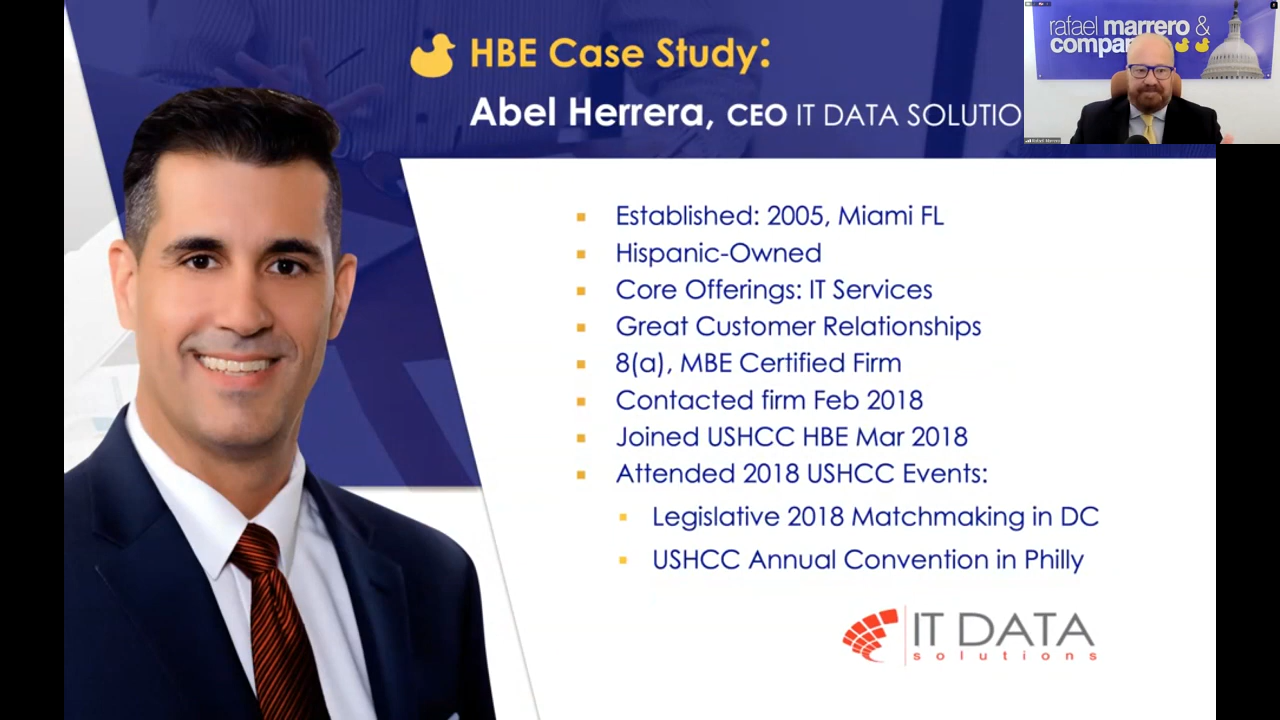 HBE Case Study:
Abel Herrera, CEO IT DATA SOLUTIO
rafael marrero &
compa
Rafael Marrero
Established: 2005, Miami FL
Hispanic-Owned
Core Offerings: IT Services
Great Customer Relationships
8(a), MBE Certified Firm
Contacted firm Feb 2018
Joined USHCC HBE Mar 2018
Attended 2018 USHCC Events:
Legislative 2018 Matchmaking in DC
USHCC Annual Convention in Philly
IT DATA
solutions